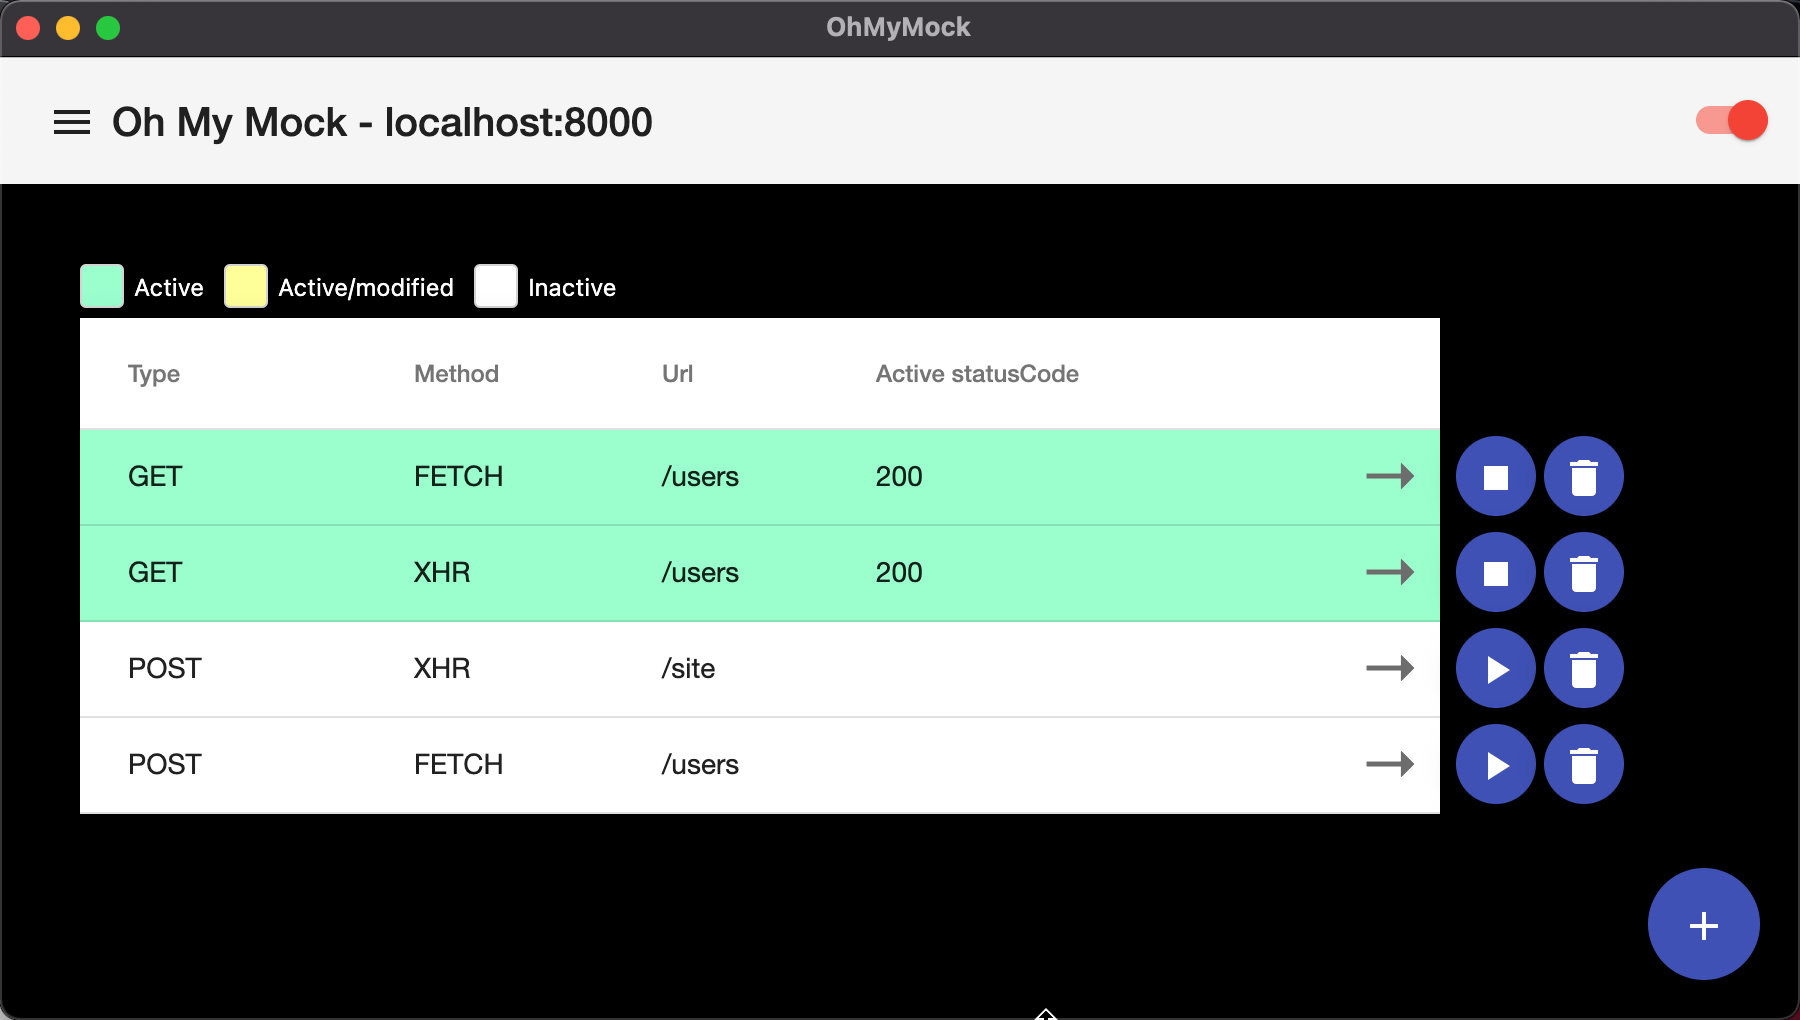 OhMyMock
Oh My Mock - localhost:8000
Active Active/modified Inactive
Type Method Url Active statusCode
GET FETCH /users 200
GET XHR /users 200
POST XHR /site
POST FETCH /users